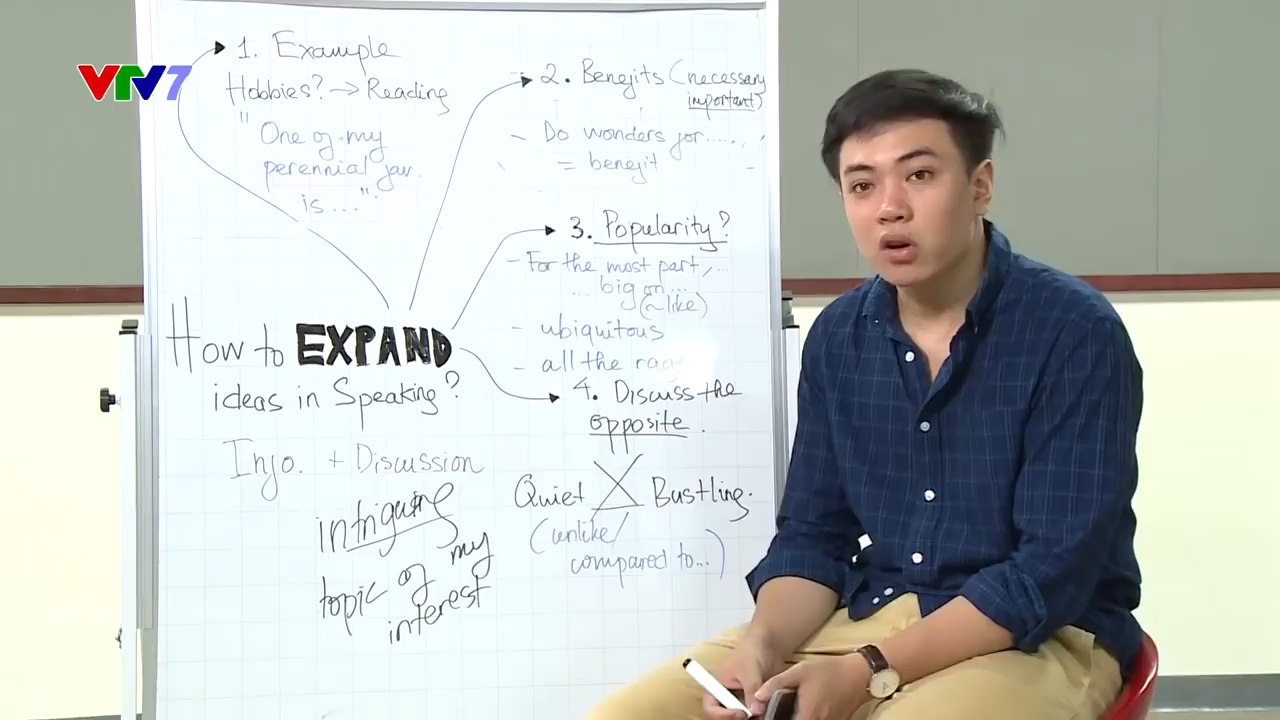 VTV7
1. Example
Hobbies? → Reading
"One of my
perennial fav.
is ..."
2. Benefits (necessary
important)
- Do wonders for......
= benefit
3. Popularity?
- For the most part, ...
... big on ...
(~ like)
- ubiquitous
- all the rage
4. Discuss the
opposite.
Quiet Bustling.
(unlike/
compared to...)
How to EXPAND
ideas in Speaking?
Info. + Discussion
intriguing
topic of my
interest